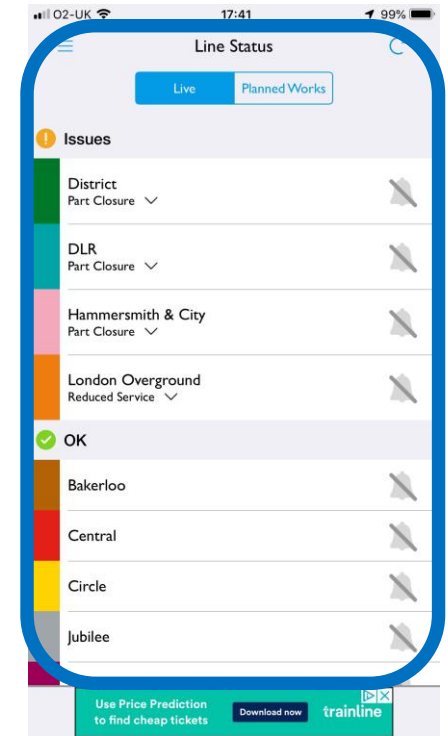 O2-UK 17:41 99%
Line Status
Live Planned Works
Issues
District
Part Closure
DLR
Part Closure
Hammersmith & City
Part Closure
London Overground
Reduced Service
OK
Bakerloo
Central
Circle
Jubilee
Use Price Prediction
to find cheap tickets
Download now
trainline